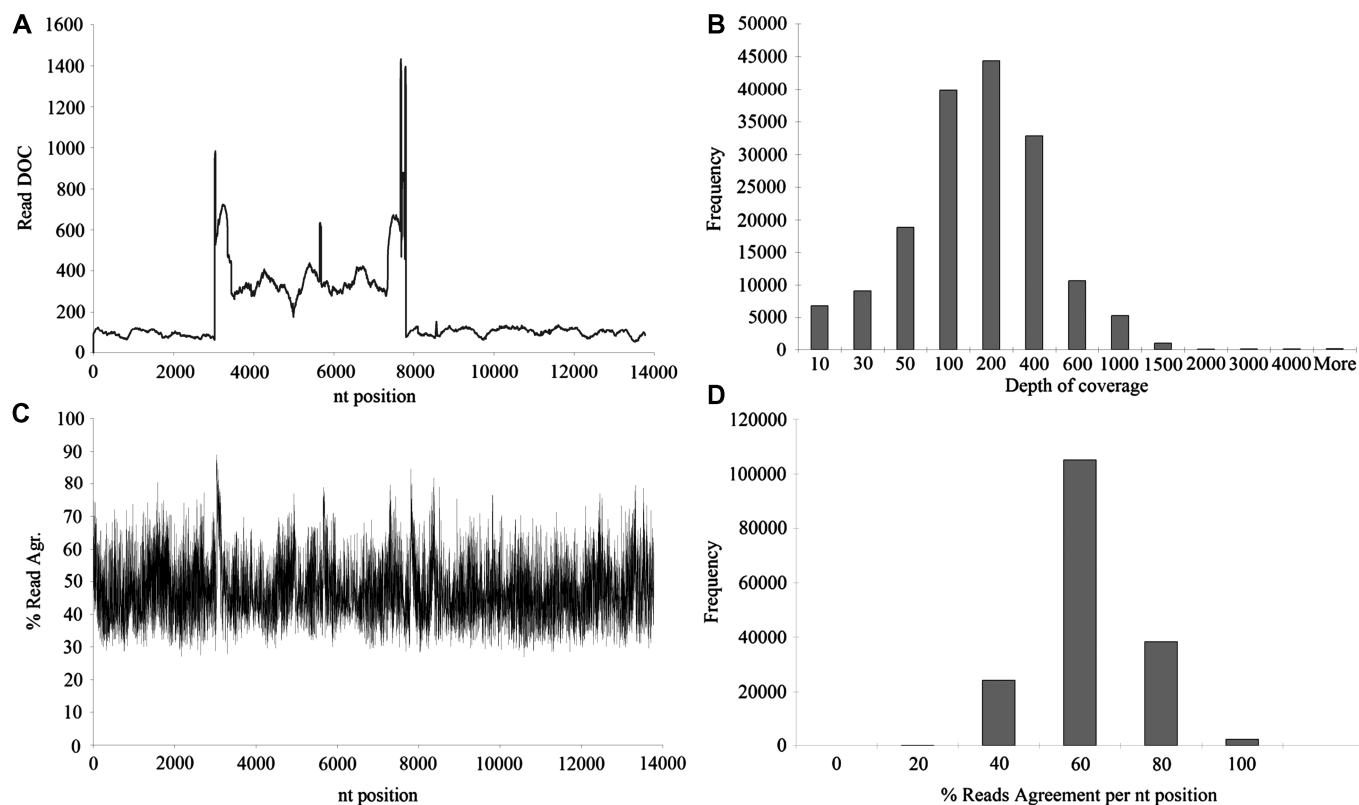 A
1600
1400
1200
1000
800
600
400
200
0
Read DOC
0 2000 4000 6000 8000 10000 12000 14000
nt position
B
50000
45000
40000
35000
30000
25000
20000
15000
10000
5000
0
Frequency
10 30 50 100 200 400 600 1000 1500 2000 3000 4000 More
Depth of coverage
C
100
90
80
70
60
50
40
30
20
10
0
% Read Agr.
0 2000 4000 6000 8000 10000 12000 14000
nt position
D
120000
100000
80000
60000
40000
20000
0
Frequency
0 20 40 60 80 100
% Reads Agreement per nt position